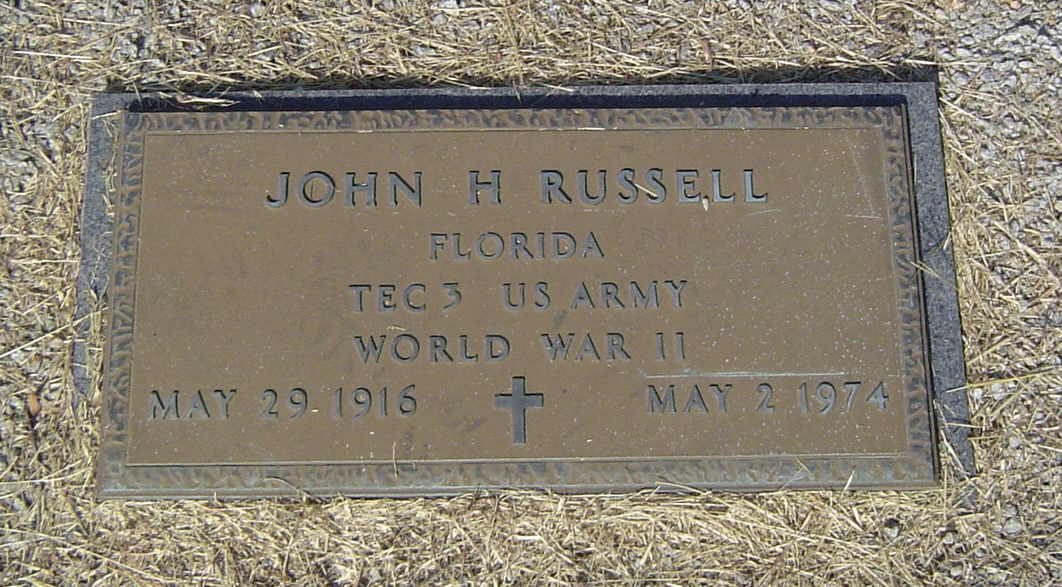 JOHN H RUSSELL
FLORIDA
TEC 3 US ARMY
WORLD WAR II
MAY 29 1916 MAY 2 1974